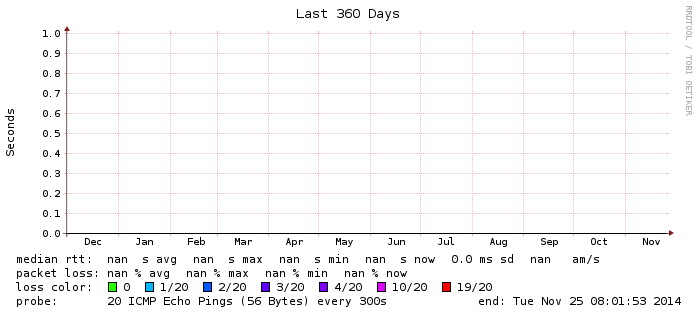 Last 360 Days
RRDTOOL / TOBI OETIKER
Seconds
1.0
0.9
0.8
0.7
0.6
0.5
0.4
0.3
0.2
0.1
0.0
Dec Jan Feb Mar Apr May Jun Jul Aug Sep Oct Nov
median rtt: nan s avg nan s max nan s min nan s now 0.0 ms sd nan am/s
packet loss: nan % avg nan % max nan % min nan % now
loss color: 0 1/20 2/20 3/20 4/20 10/20 19/20
probe: 20 ICMP Echo Pings (56 Bytes) every 300s end: Tue Nov 25 08:01:53 2014